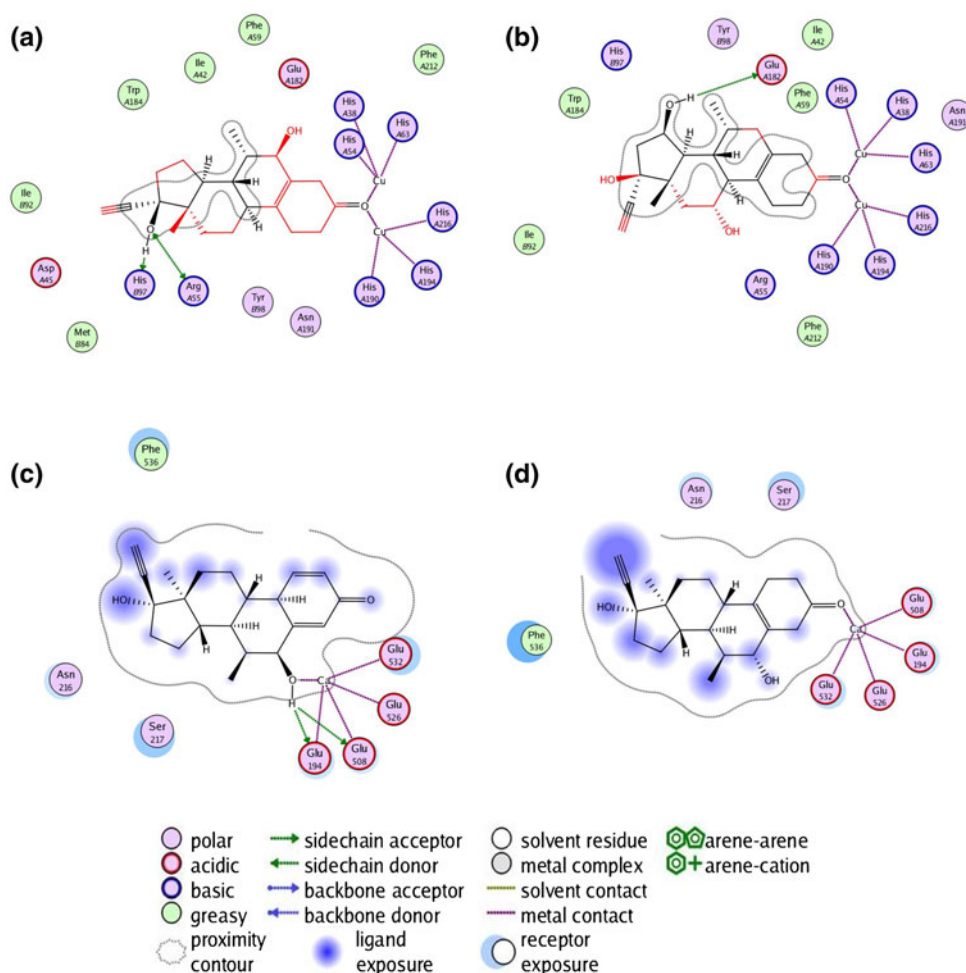 (a)
Phe
A59
Ile
A42
Glu
A182
Phe
A212
Trp
A184
His
A38
His
A63
His
A54
OH
H
H
H
Cu
O
Cu
Ile
B92
O
H
Asp
A45
His
B97
Arg
A55
Tyr
B98
Asn
A191
His
A190
His
A194
His
A216
Met
B84
(b)
Tyr
B98
Ile
A42
His
B97
Glu
A182
His
A54
His
A38
Phe
A59
Asn
A191
Trp
A184
O
H
H
H
H
HO
OH
His
A63
Cu
O
Cu
His
A216
Ile
B92
His
A190
His
A194
Arg
A55
Phe
A212
(c)
Phe
536
HO
H
H
H
H
O
O
H
Glu
532
Glu
526
Glu
508
Glu
194
Asn
216
Ser
217
(d)
Asn
216
Ser
217
HO
H
H
H
O
OH
Glu
508
Glu
194
Glu
526
Glu
532
Phe
536
polar
acidic
basic
greasy
proximity
contour
sidechain acceptor
sidechain donor
backbone acceptor
backbone donor
ligand
exposure
solvent residue
metal complex
solvent contact
metal contact
receptor
exposure
arene-arene
arene-cation